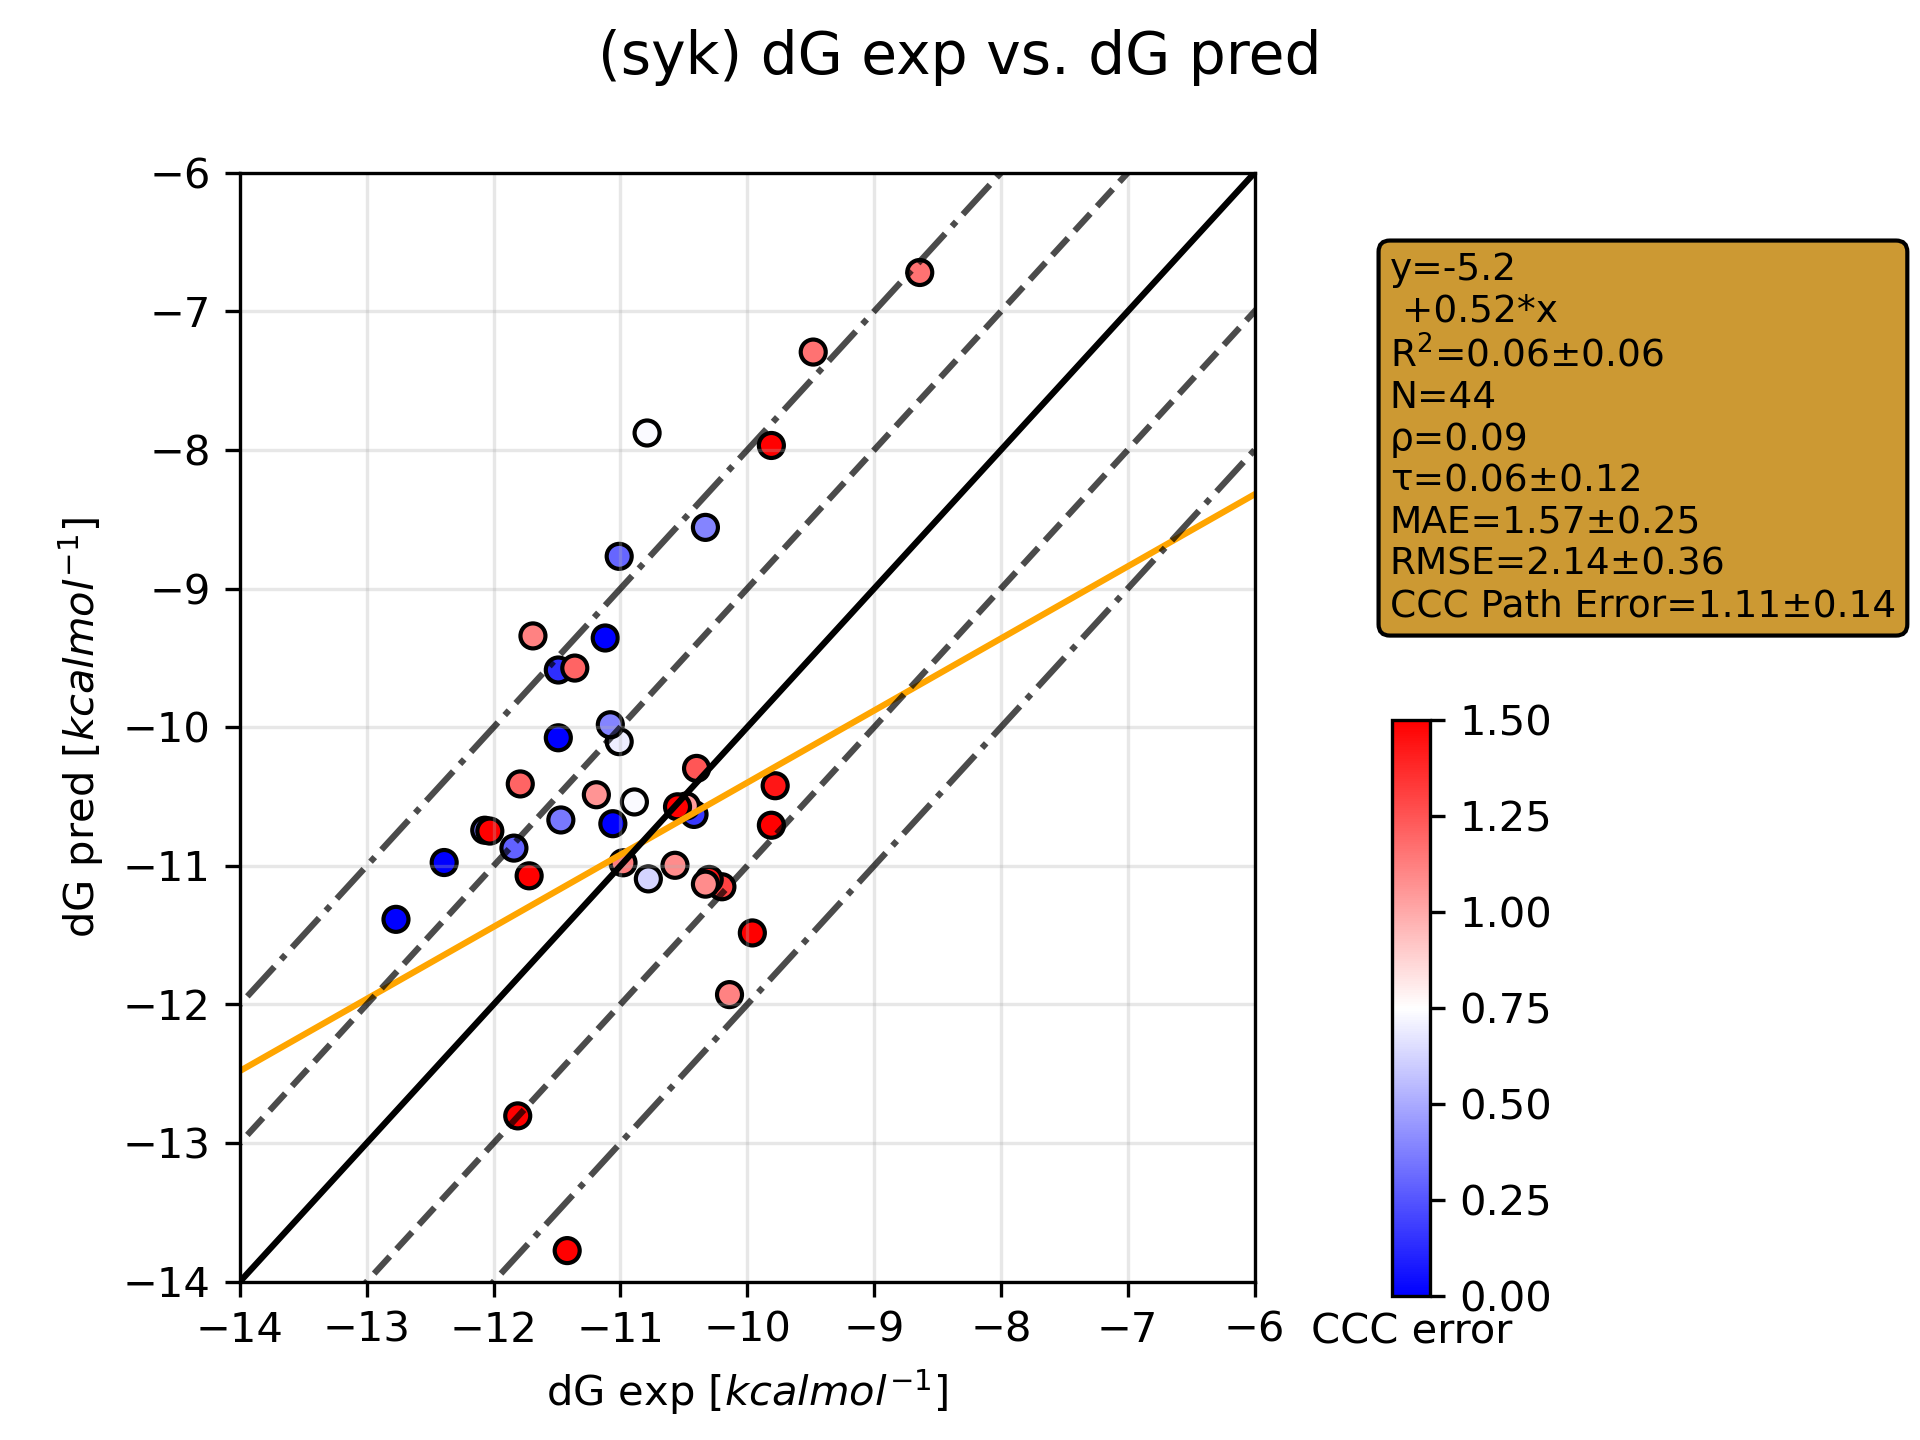 (syk) dG exp vs. dG pred
−6
−7
−8
−9
−10
−11
−12
−13
−14
dG pred [kcalmol⁻¹]
−14 −13 −12 −11 −10 −9 −8 −7 −6
dG exp [kcalmol⁻¹]
y=-5.2
+0.52*x
R²=0.06±0.06
N=44
ρ=0.09
τ=0.06±0.12
MAE=1.57±0.25
RMSE=2.14±0.36
CCC Path Error=1.11±0.14
1.50
1.25
1.00
0.75
0.50
0.25
0.00
CCC error